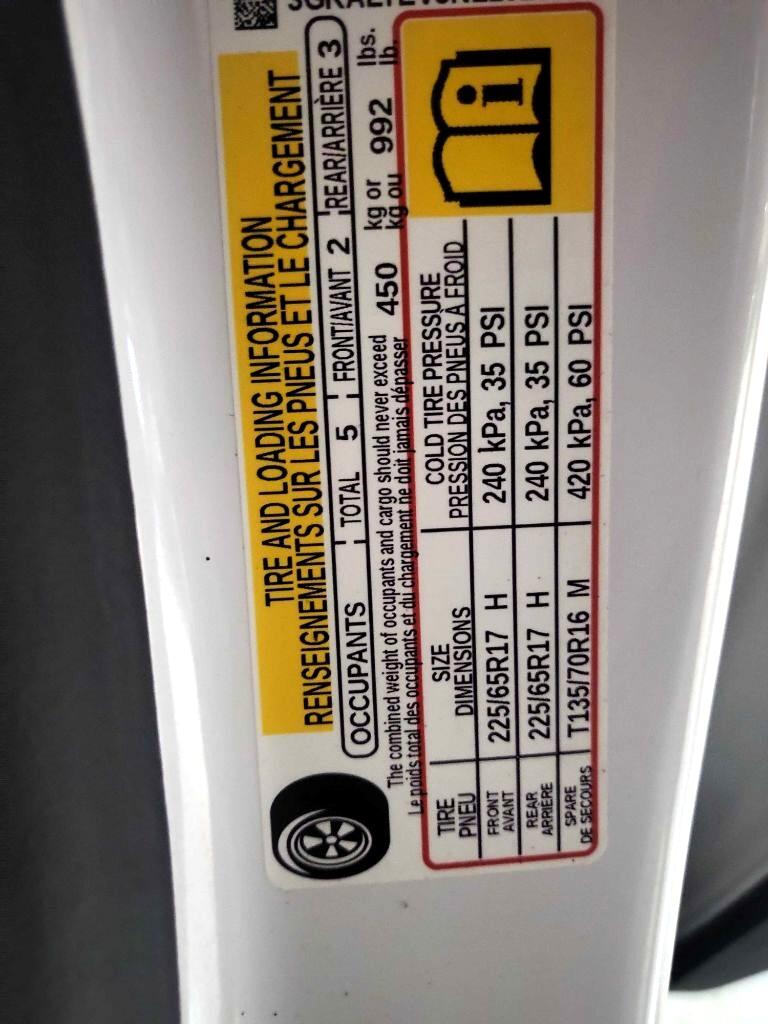 TIRE AND LOADING INFORMATION
RENSEIGNEMENTS SUR LES PNEUS ET LE CHARGEMENT
OCCUPANTS TOTAL 5 FRONT/AVANT 2 REAR/ARRIÈRE 3
The combined weight of occupants and cargo should never exceed 450 kg or 992 lbs.
Le poids total des occupants et du chargement ne doit jamais dépasser kg ou lb.
TIRE SIZE COLD TIRE PRESSURE
PNEU DIMENSIONS PRESSION DES PNEUS À FROID
FRONT AVANT 225/65R17 H 240 kPa, 35 PSI
REAR ARRIÈRE 225/65R17 H 240 kPa, 35 PSI
SPARE DE SECOURS T135/70R16 M 420 kPa, 60 PSI